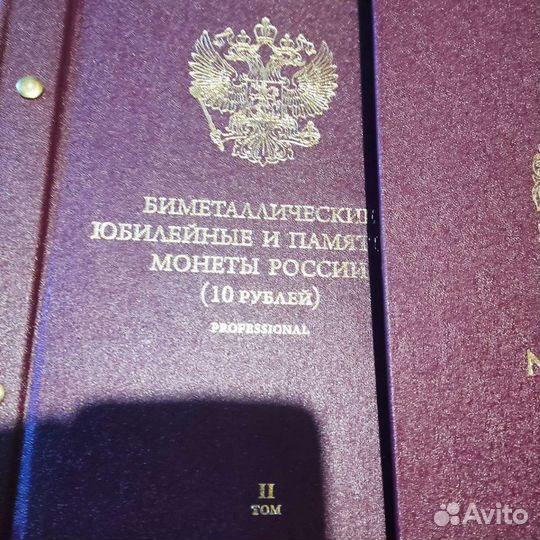 БИМЕТАЛЛИЧЕСКИЕ
ЮБИЛЕЙНЫЕ И ПАМЯТ
МОНЕТЫ РОССИИ
(10 РУБЛЕЙ)
PROFESSIONAL
II
ТОМ
Avito